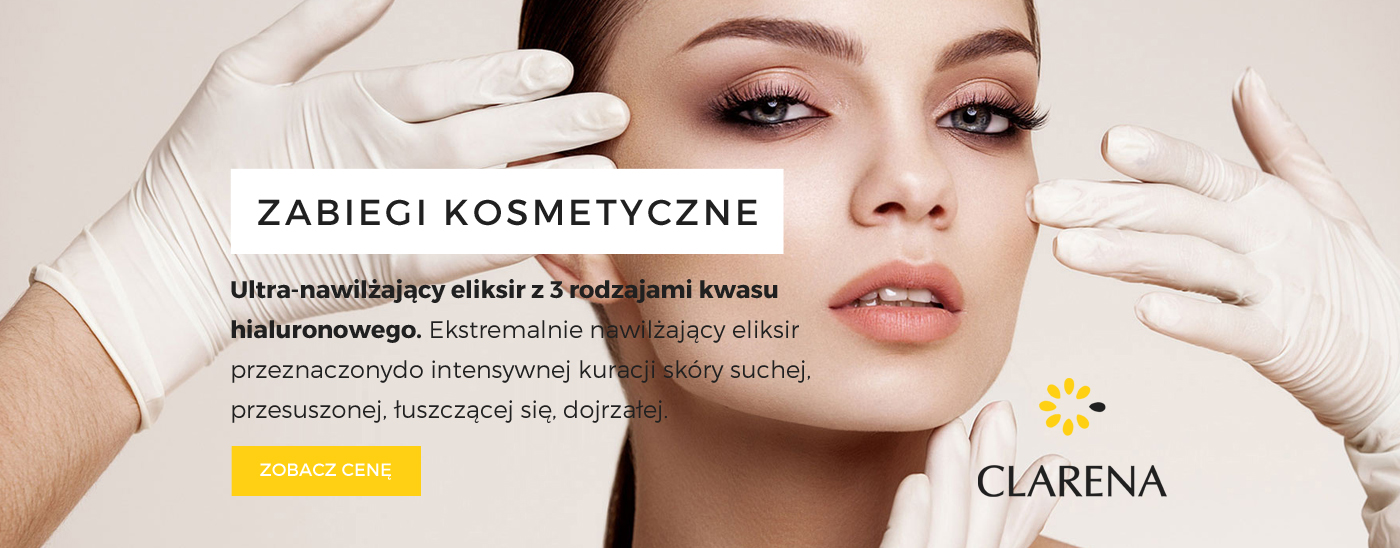 ZABIEGI KOSMETYCZNE
Ultra-nawilżający eliksir z 3 rodzajami kwasu
hialuronowego. Ekstremalnie nawilżający eliksir
przeznaczonydo intensywnej kuracji skóry suchej,
przesuszonej, łuszczącej się, dojrzałej.
ZOBACZ CENĘ
CLARENA